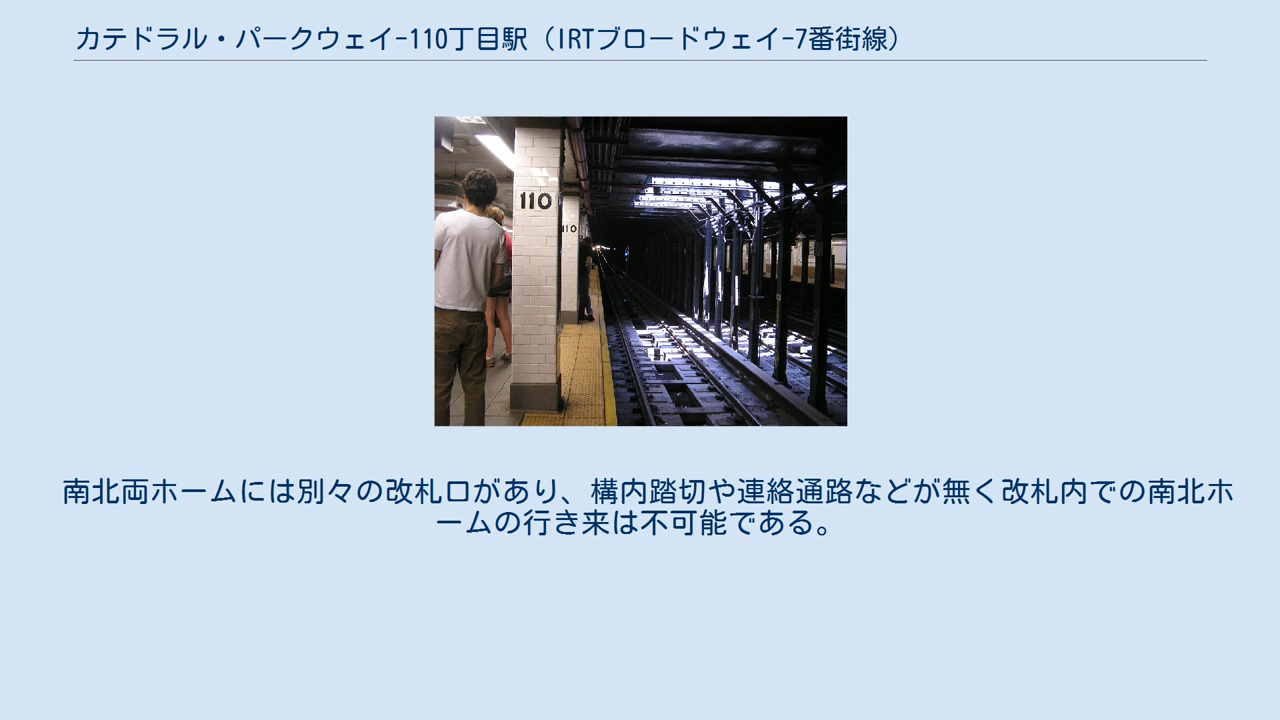 カテドラル・パークウェイ-110丁目駅（IRTブロードウェイ-7番街線）
110
110
南北両ホームには別々の改札口があり、構内踏切や連絡通路などが無く改札内での南北ホ
ームの行き来は不可能である。